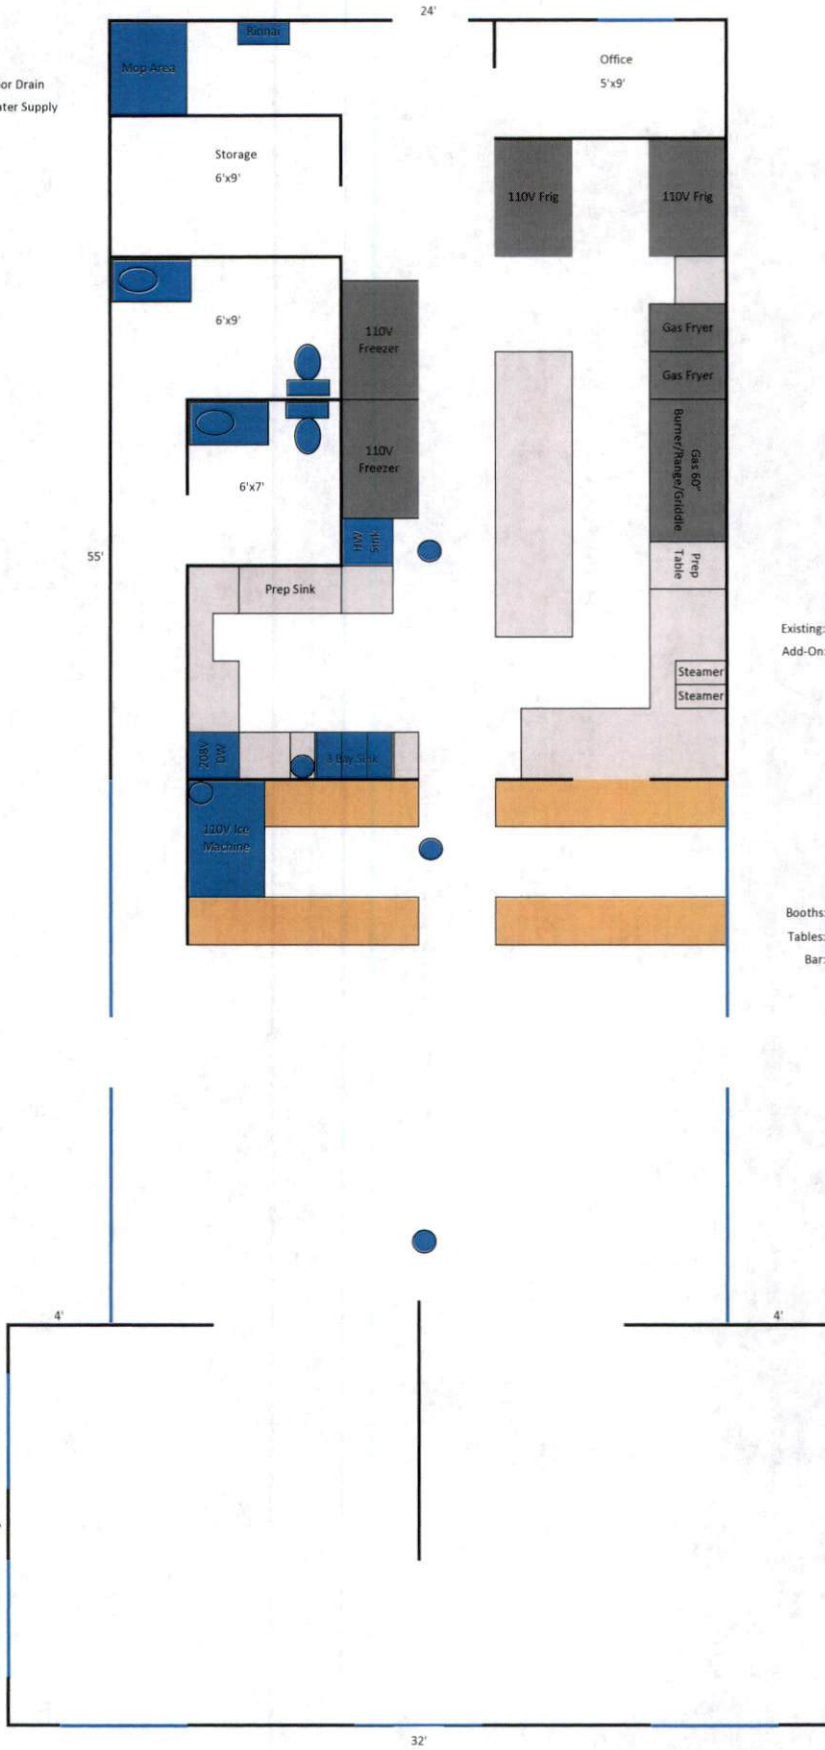 24'
Rinnai
Mop Area
Office
5'x9'
or Drain
ter Supply
Storage
6'x9'
110V Frig
110V Frig
6'x9'
110V
Freezer
Gas Fryer
Gas Fryer
110V
Freezer
Gas 60"
Burner/Range/Griddle
6'x7'
HW
Sink
55'
Prep
Table
Prep Sink
Existing:
Add-On:
Steamer
Steamer
208V
DW
3 Bay Sink
110V Ice
Machine
Booths:
Tables:
Bar:
4'
4'
32'